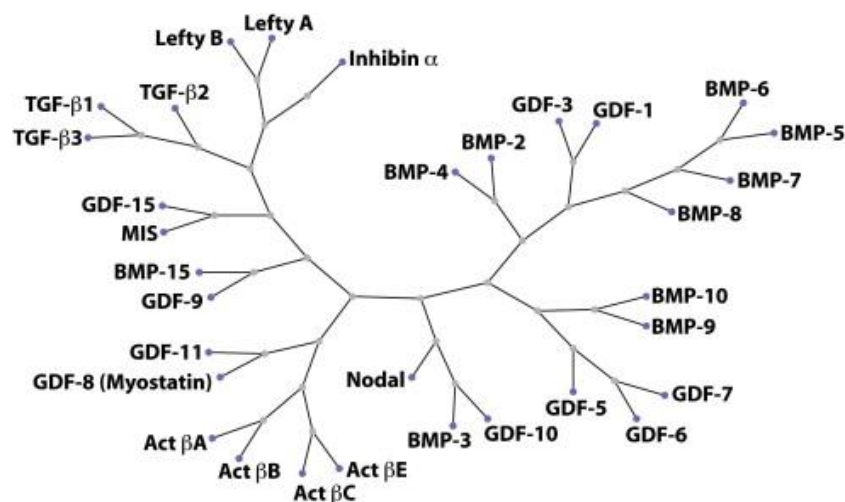 Lefty A
Lefty B
Inhibin α
TGF-β2
TGF-β1
TGF-β3
GDF-15
MIS
BMP-15
GDF-9
GDF-11
GDF-8 (Myostatin)
Act βA
Act βB
Act βC
Act βE
Nodal
BMP-3
GDF-10
GDF-5
GDF-6
GDF-7
BMP-9
BMP-10
BMP-8
BMP-7
BMP-5
BMP-6
GDF-1
GDF-3
BMP-2
BMP-4